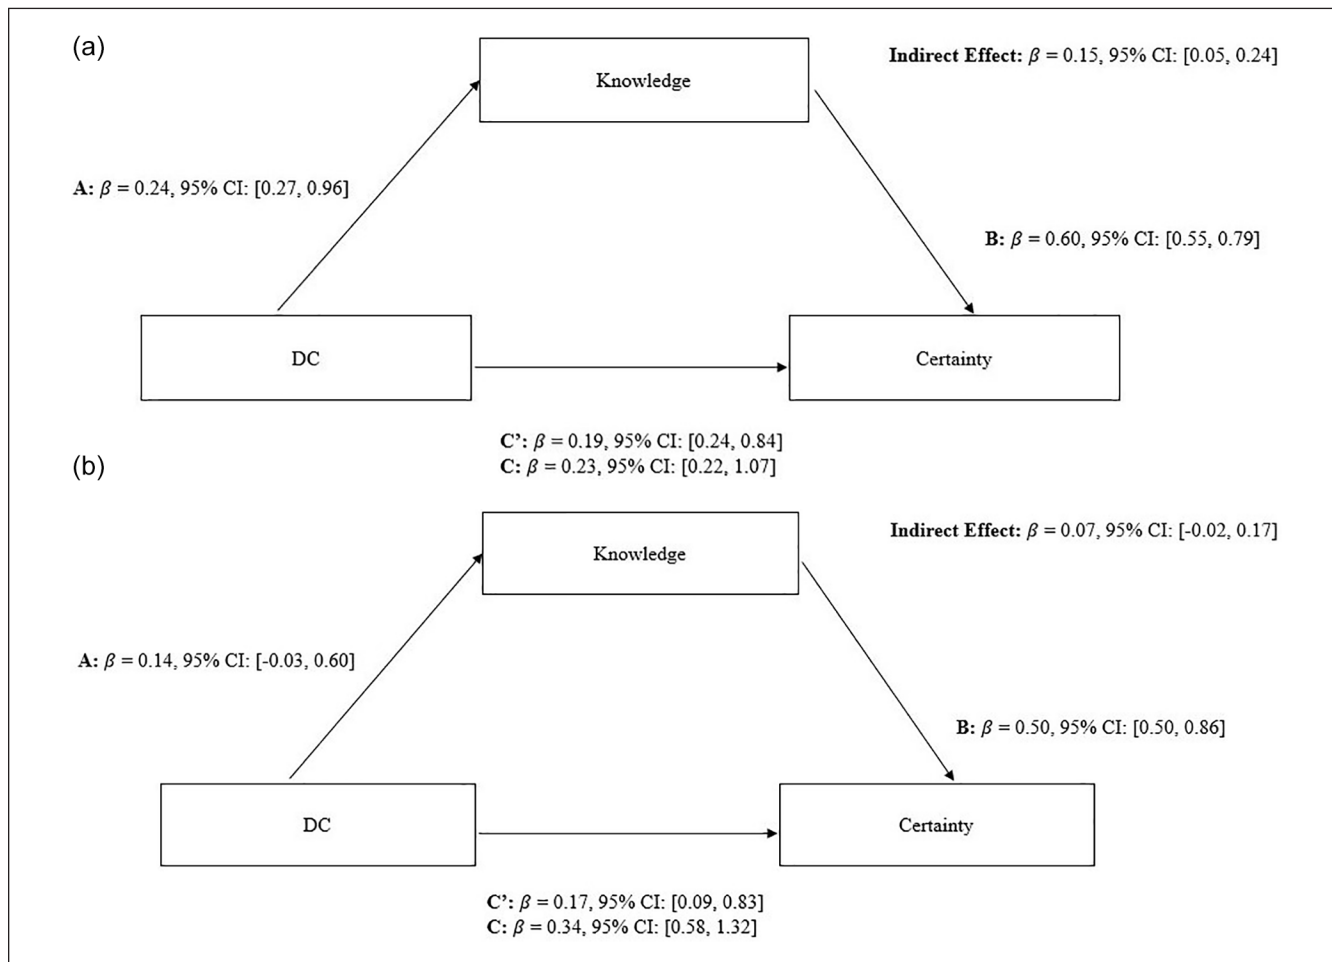 (a)
Knowledge
Indirect Effect: β = 0.15, 95% CI: [0.05, 0.24]
A: β = 0.24, 95% CI: [0.27, 0.96]
B: β = 0.60, 95% CI: [0.55, 0.79]
DC
Certainty
C’: β = 0.19, 95% CI: [0.24, 0.84]
C: β = 0.23, 95% CI: [0.22, 1.07]
(b)
Knowledge
Indirect Effect: β = 0.07, 95% CI: [-0.02, 0.17]
A: β = 0.14, 95% CI: [-0.03, 0.60]
B: β = 0.50, 95% CI: [0.50, 0.86]
DC
Certainty
C’: β = 0.17, 95% CI: [0.09, 0.83]
C: β = 0.34, 95% CI: [0.58, 1.32]